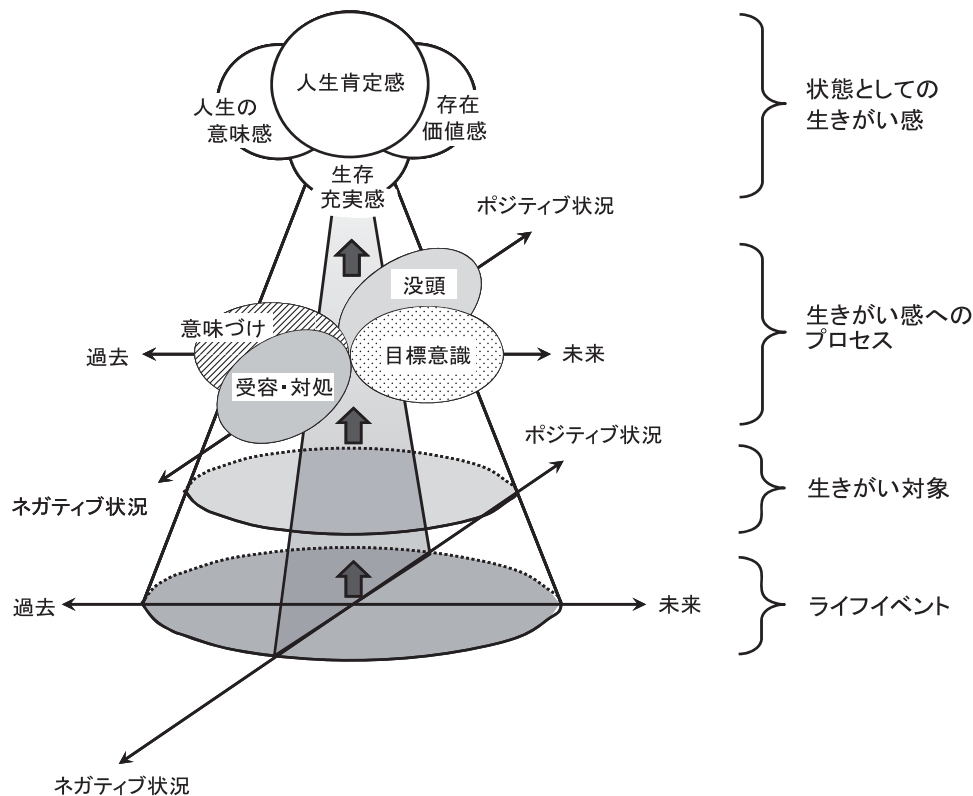 人生肯定感
人生の
意味感
存在
価値感
生存
充実感
状態としての
生きがい感
ポジティブ状況
没頭
意味づけ
過去
目標意識
未来
受容・対処
生きがい感への
プロセス
ポジティブ状況
ネガティブ状況
生きがい対象
過去
未来
ライフイベント
ネガティブ状況